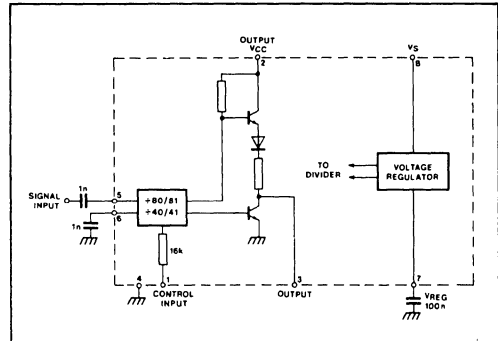 OUTPUT
VCC
2
VS
8
TO
DIVIDER
VOLTAGE
REGULATOR
SIGNAL
INPUT
1n
5
÷80/81
÷40/41
1n
6
16k
4
1
CONTROL
INPUT
3
OUTPUT
7
VREG
100n